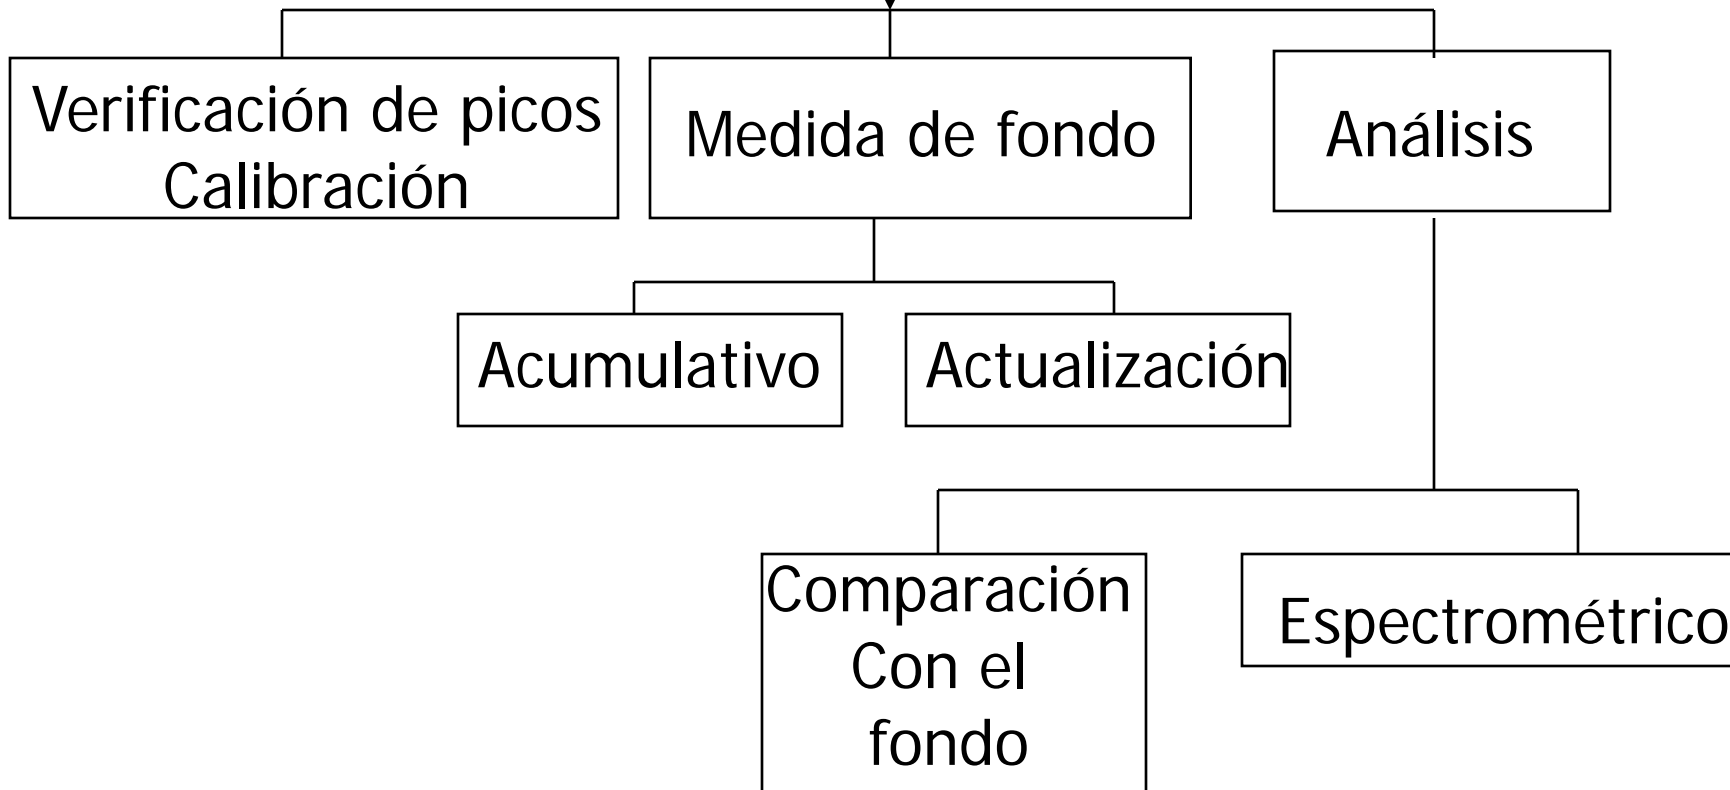 Verificación de picos
Calibración
Medida de fondo
Análisis
Acumulativo
Actualización
Comparación
Con el
fondo
Espectrométrico